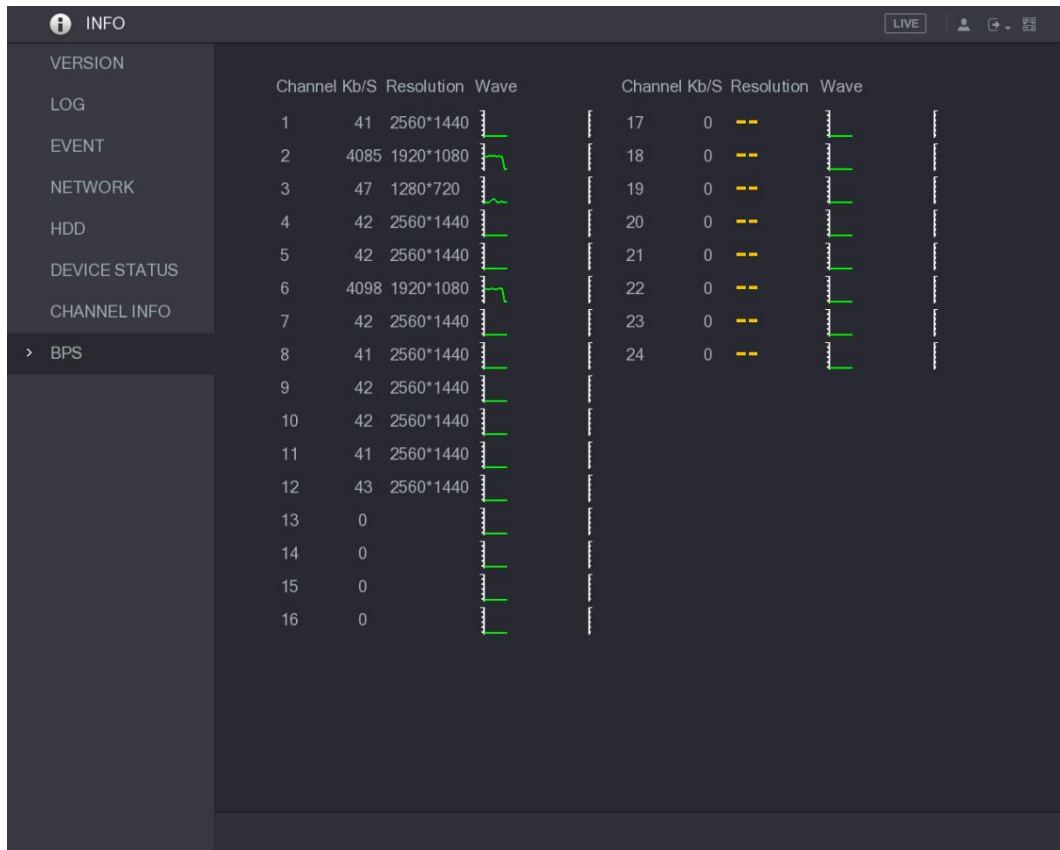 INFO
LIVE
VERSION
LOG
EVENT
NETWORK
HDD
DEVICE STATUS
CHANNEL INFO
> BPS
Channel Kb/S Resolution Wave
1 41 2560*1440
2 4085 1920*1080
3 47 1280*720
4 42 2560*1440
5 42 2560*1440
6 4098 1920*1080
7 42 2560*1440
8 41 2560*1440
9 42 2560*1440
10 42 2560*1440
11 41 2560*1440
12 43 2560*1440
13 0
14 0
15 0
16 0
Channel Kb/S Resolution Wave
17 0 --
18 0 --
19 0 --
20 0 --
21 0 --
22 0 --
23 0 --
24 0 --